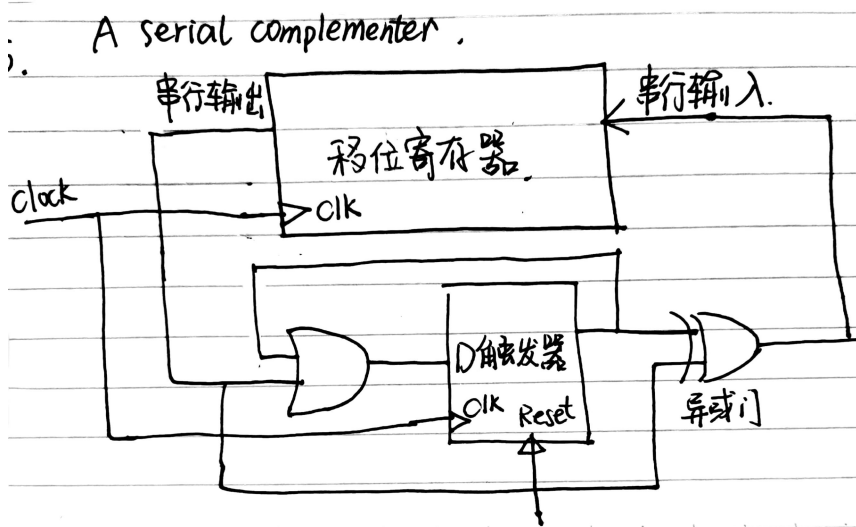 A serial complementer.
5.
串行输出
串行输入.
移位寄存器.
Clock
Clk
D触发器
Clk
Reset
异或门